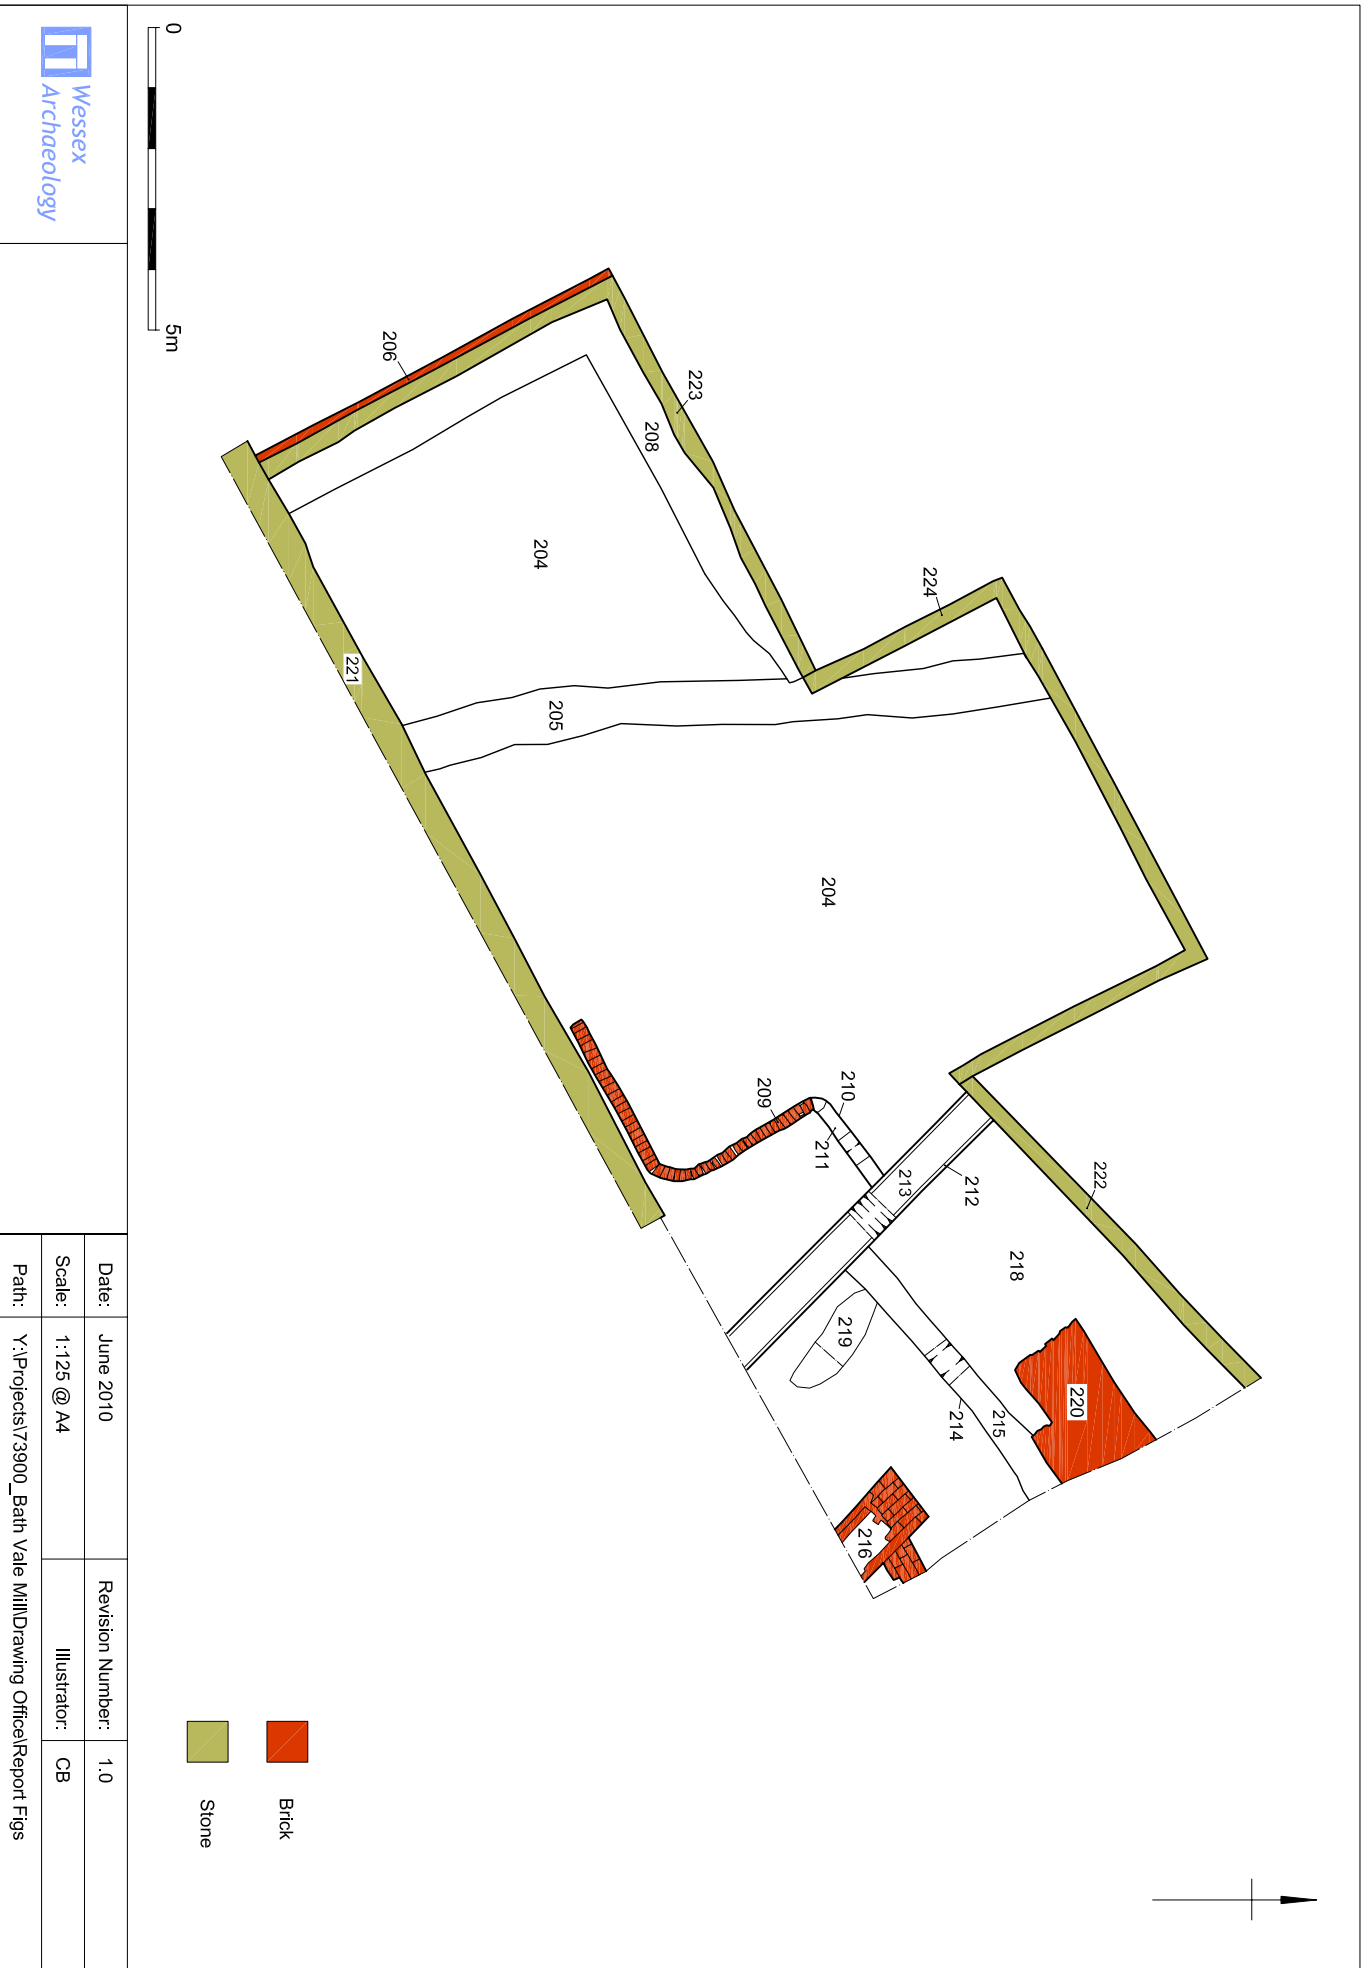 223
224
206
208
204
222
221
205
204
210
209
211
213
212
218
219
220
215
214
216
0
5m
Brick
Stone
Wessex
Archaeology
Date: June 2010 Revision Number: 1.0
Scale: 1:125 @ A4 Illustrator: CB
Path: Y:\Projects\73900_Bath Vale Mill\Drawing Office\Report Figs